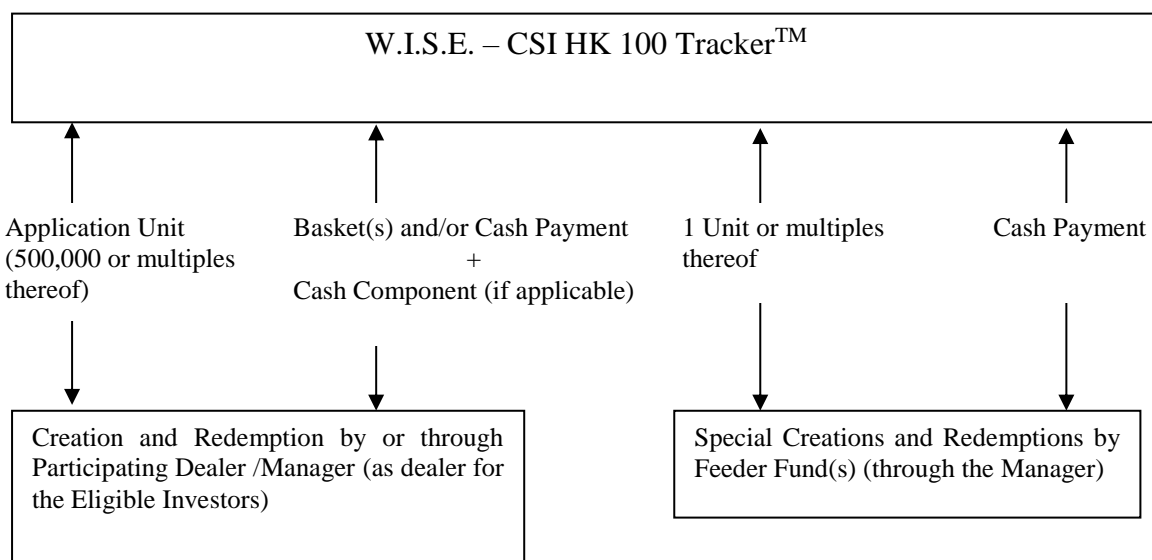 W.I.S.E. – CSI HK 100 Tracker™
Application Unit
(500,000 or multiples
thereof)
Basket(s) and/or Cash Payment
+
Cash Component (if applicable)
1 Unit or multiples
thereof
Cash Payment
Creation and Redemption by or through
Participating Dealer /Manager (as dealer for
the Eligible Investors)
Special Creations and Redemptions by
Feeder Fund(s) (through the Manager)